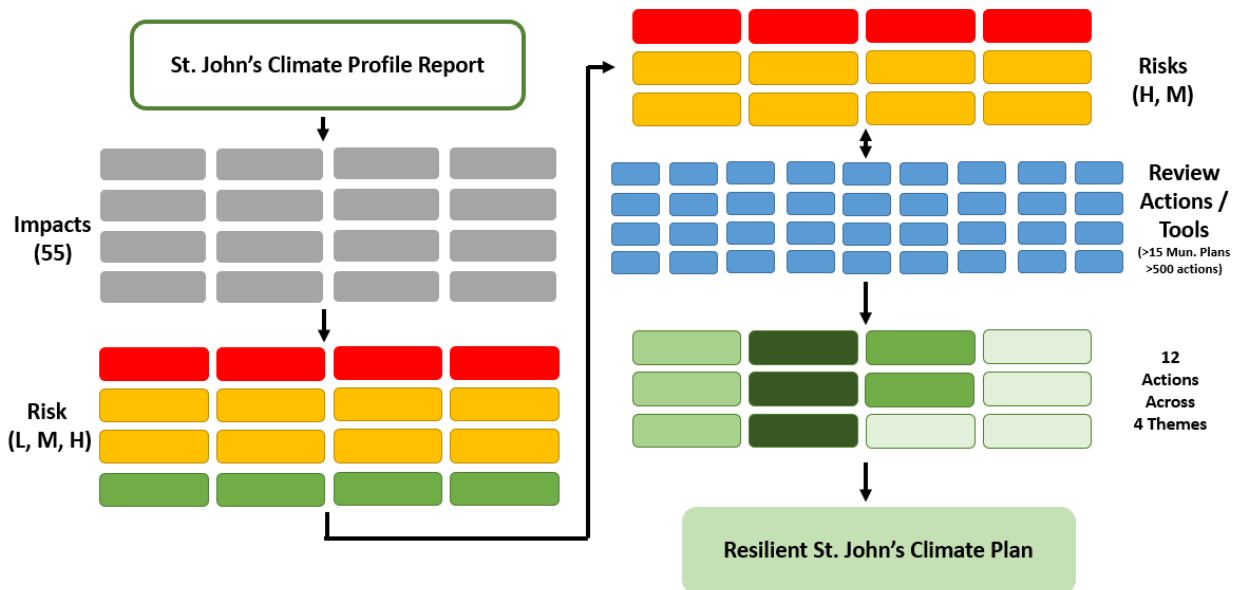 St. John's Climate Profile Report
Impacts
(55)
Risk
(L, M, H)
Risks
(H, M)
Review
Actions /
Tools
(>15 Mun. Plans
>500 actions)
12
Actions
Across
4 Themes
Resilient St. John's Climate Plan